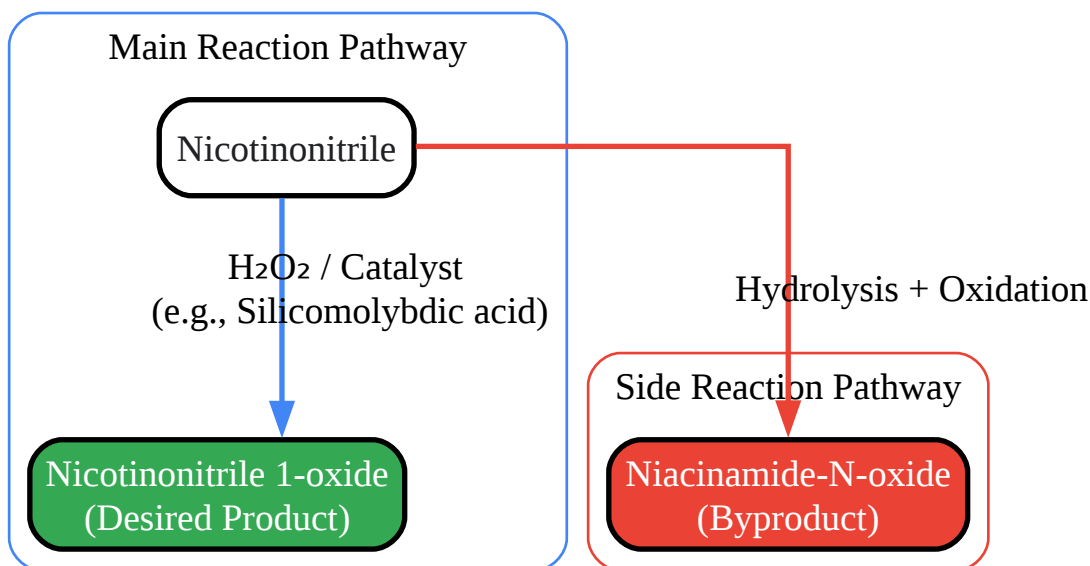 Main Reaction Pathway
Nicotinonitrile
H₂O₂ / Catalyst
(e.g., Silicomolybdic acid)
Hydrolysis + Oxidation
Side Reaction Pathway
Nicotinonitrile 1-oxide
(Desired Product)
Niacinamide-N-oxide
(Byproduct)